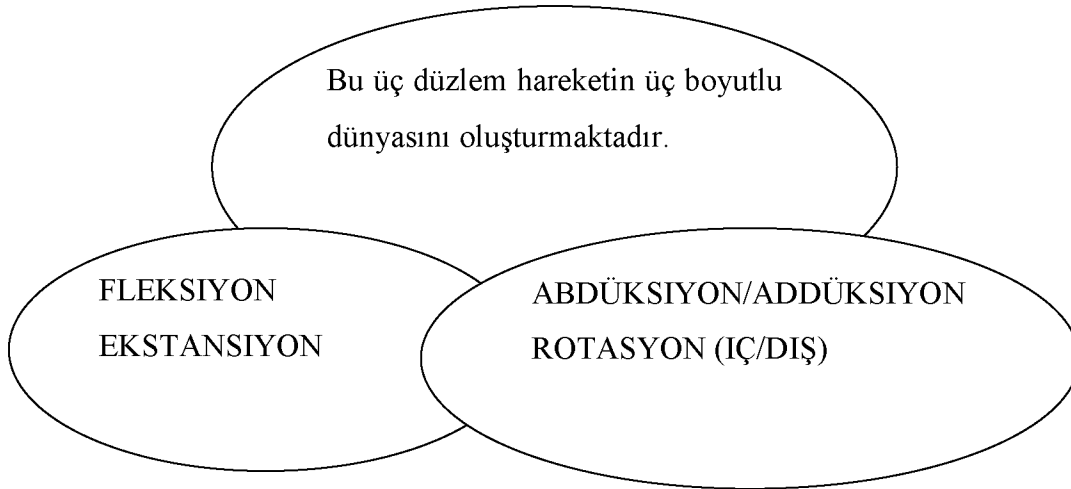 Bu üç düzlem hareketin üç boyutlu
dünyasını oluşturmaktadır.
FLEKSIYON
EKSTANSIYON
ABDÜKSIYON/ADDÜKSIYON
ROTASYON (IÇ/DIŞ)